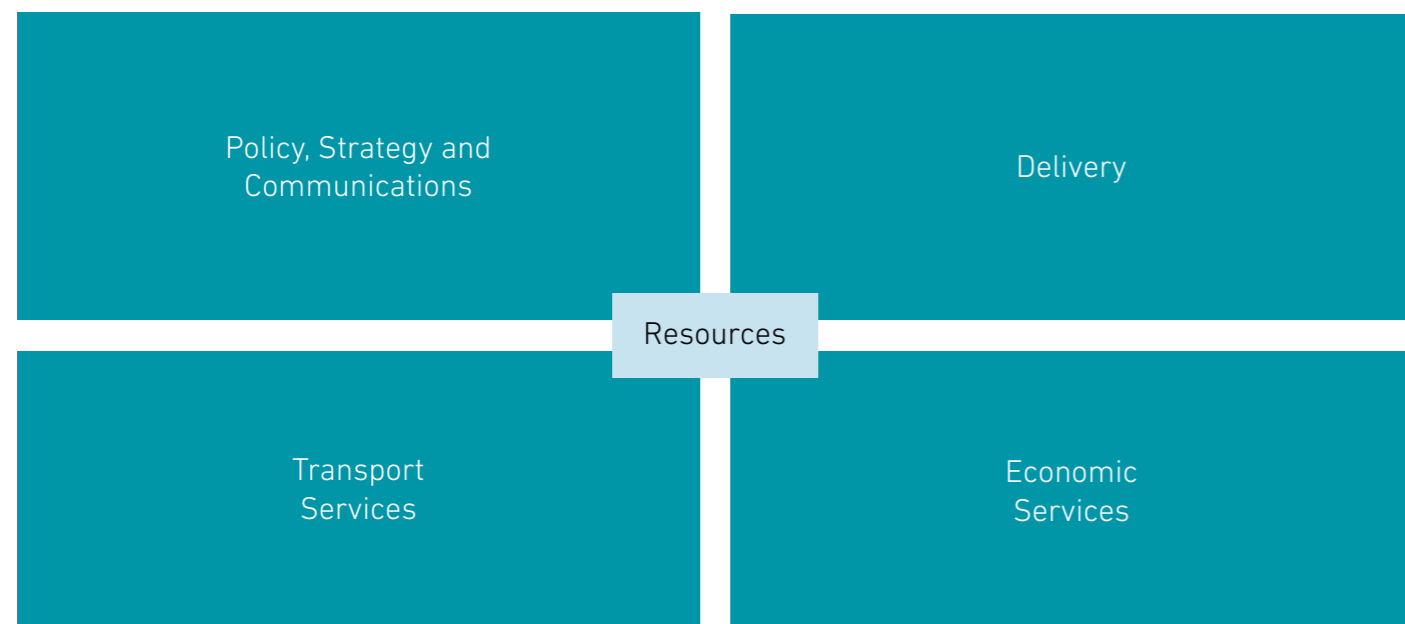 Policy, Strategy and
Communications
Delivery
Resources
Transport
Services
Economic
Services